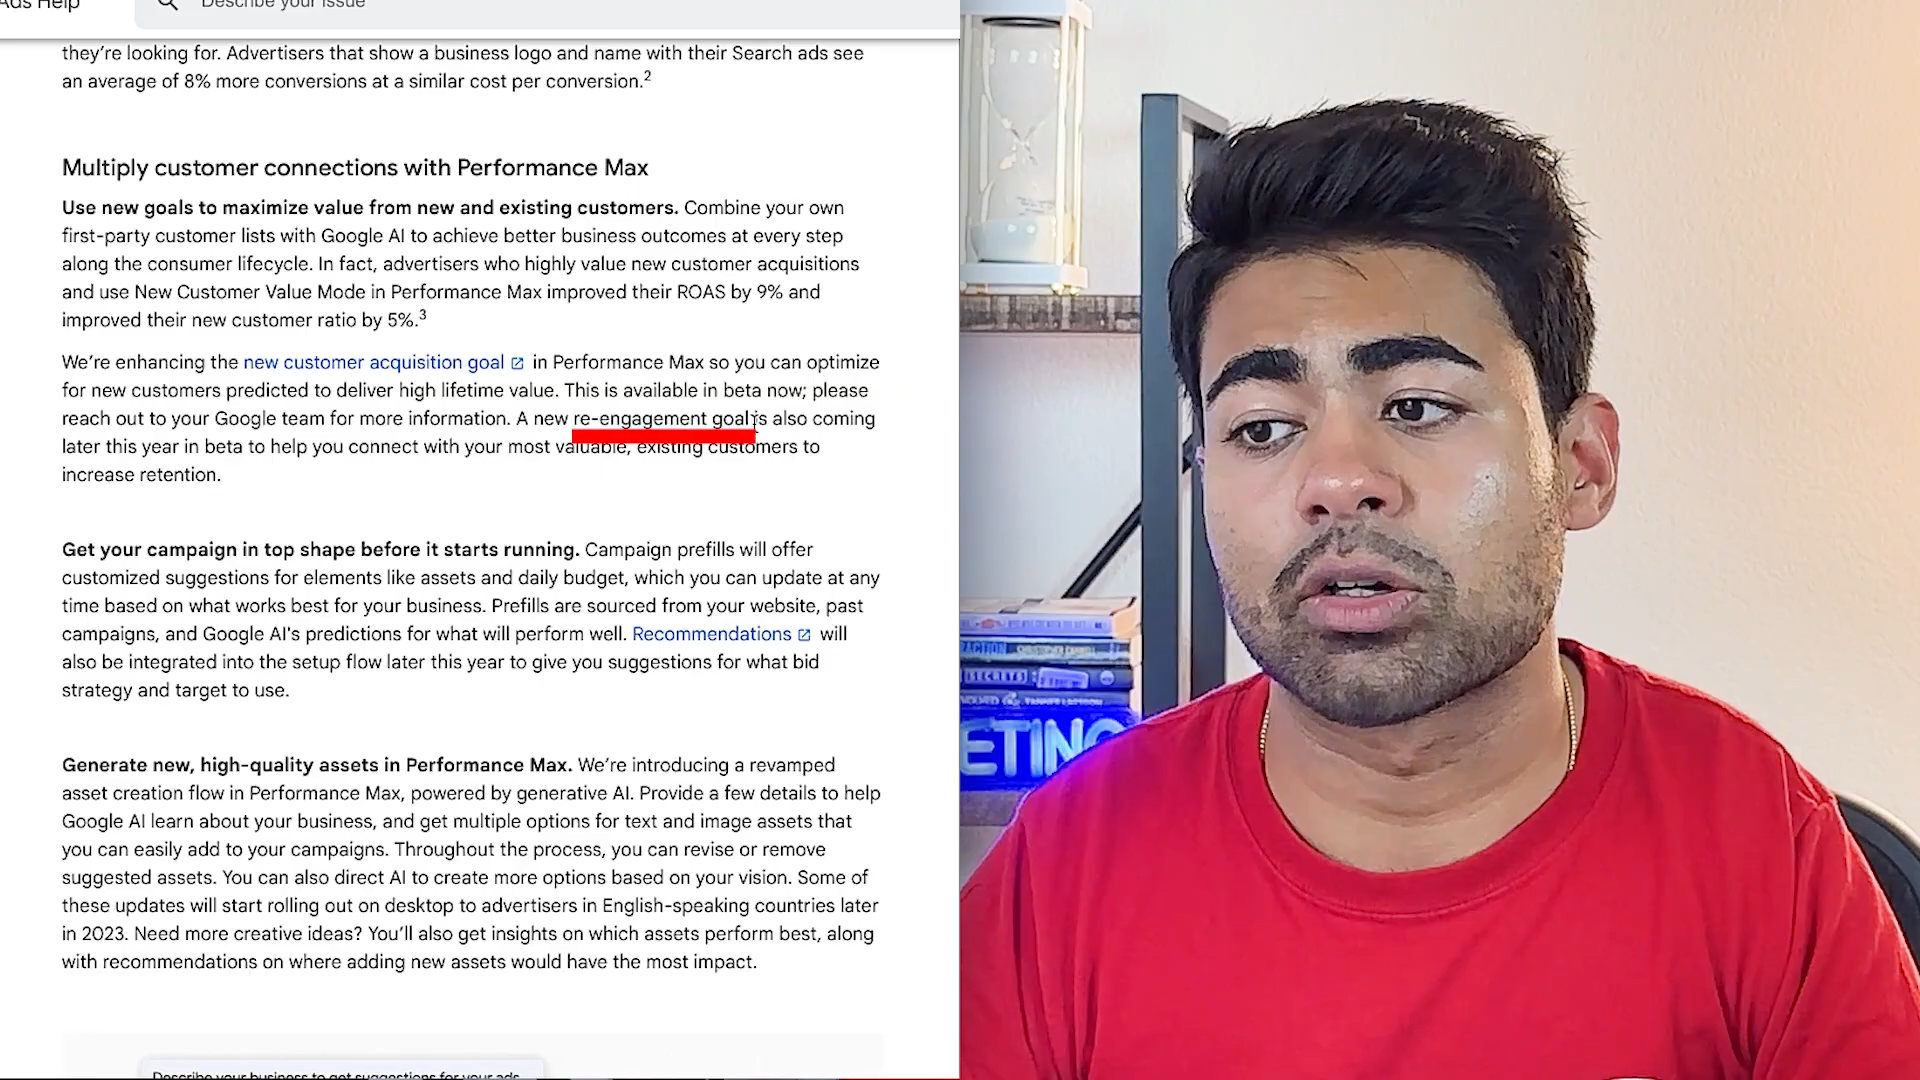 Ads Help
Describe your issue
they're looking for. Advertisers that show a business logo and name with their Search ads see
an average of 8% more conversions at a similar cost per conversion.2
Multiply customer connections with Performance Max
Use new goals to maximize value from new and existing customers. Combine your own
first-party customer lists with Google AI to achieve better business outcomes at every step
along the consumer lifecycle. In fact, advertisers who highly value new customer acquisitions
and use New Customer Value Mode in Performance Max improved their ROAS by 9% and
improved their new customer ratio by 5%.3
We're enhancing the new customer acquisition goal in Performance Max so you can optimize
for new customers predicted to deliver high lifetime value. This is available in beta now; please
reach out to your Google team for more information. A new re-engagement goal is also coming
later this year in beta to help you connect with your most valuable, existing customers to
increase retention.
Get your campaign in top shape before it starts running. Campaign prefills will offer
customized suggestions for elements like assets and daily budget, which you can update at any
time based on what works best for your business. Prefills are sourced from your website, past
campaigns, and Google AI's predictions for what will perform well. Recommendations will
also be integrated into the setup flow later this year to give you suggestions for what bid
strategy and target to use.
Generate new, high-quality assets in Performance Max. We're introducing a revamped
asset creation flow in Performance Max, powered by generative AI. Provide a few details to help
Google AI learn about your business, and get multiple options for text and image assets that
you can easily add to your campaigns. Throughout the process, you can revise or remove
suggested assets. You can also direct AI to create more options based on your vision. Some of
these updates will start rolling out on desktop to advertisers in English-speaking countries later
in 2023. Need more creative ideas? You'll also get insights on which assets perform best, along
with recommendations on where adding new assets would have the most impact.
Describe your business to get suggestions for your ads
SECRETS
ETING